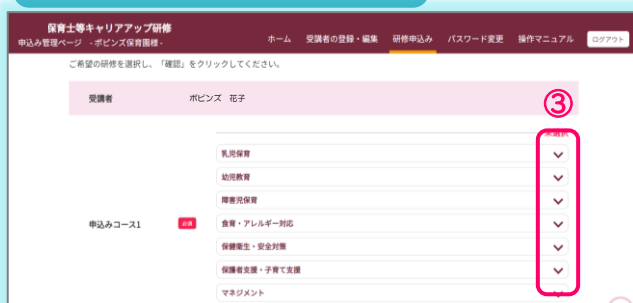 保育士等キャリアアップ研修
申込み管理ページ - ポピンズ保育園様 -
ホーム 受講者の登録・編集 研修申込み パスワード変更 操作マニュアル ログアウト
ご希望の研修を選択し、「確認」をクリックしてください。
受講者 ポピンズ 花子
③
未選択
乳児保育
幼児教育
障害児保育
申込みコース1 必須 食育・アレルギー対応
保健衛生・安全対策
保護者支援・子育て支援
マネジメント